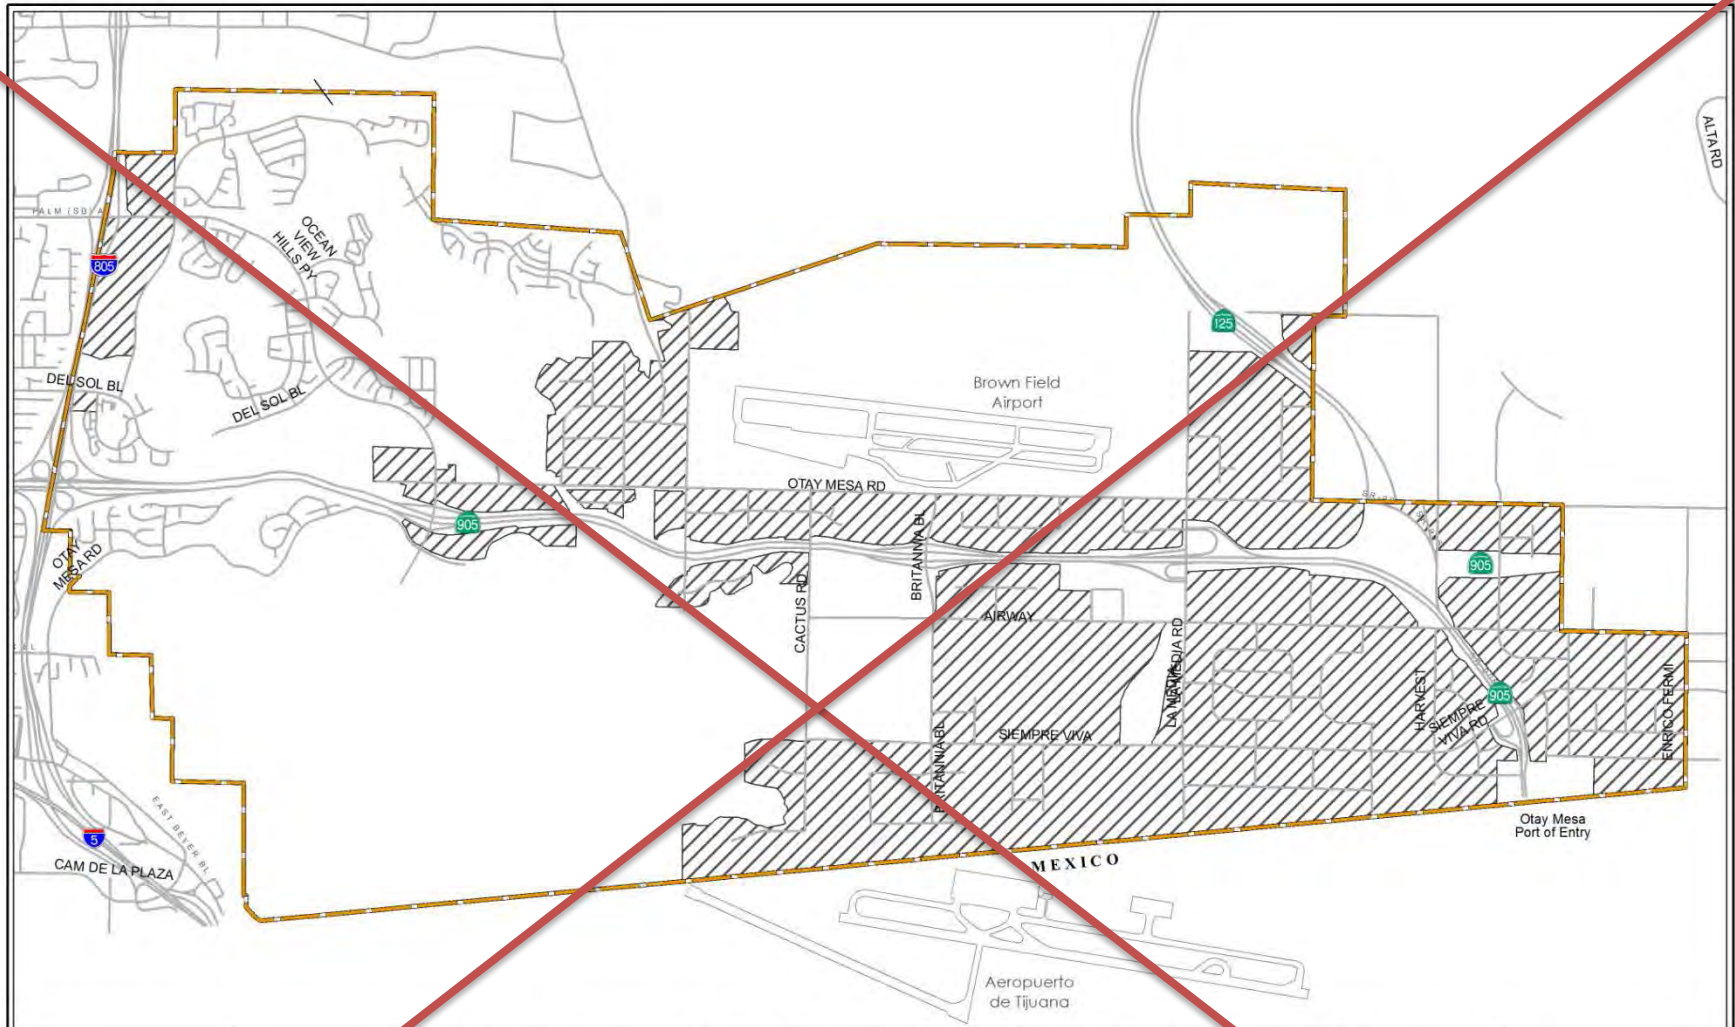 ALTA RD
PALM (SB) A
805
OCEAN
VIEW
HILLS PY
125
DEL SOL BL
DEL SOL BL
Brown Field
Airport
OTAY MESA RD
905
BRITANNIA BL
OTAY
MESA RD
905
CACTUS RD
AIRWAY
LA MEDIA RD
LA MEDIA
HARVEST
905
SIEMPRE
VIVA RD
ENRICO FERMI
SIEMPRE VIVA
BRITANNIA BL
EAST BEYER BL
5
CAM DE LA PLAZA
Otay Mesa
Port of Entry
MEXICO
Aeropuerto
de Tijuana